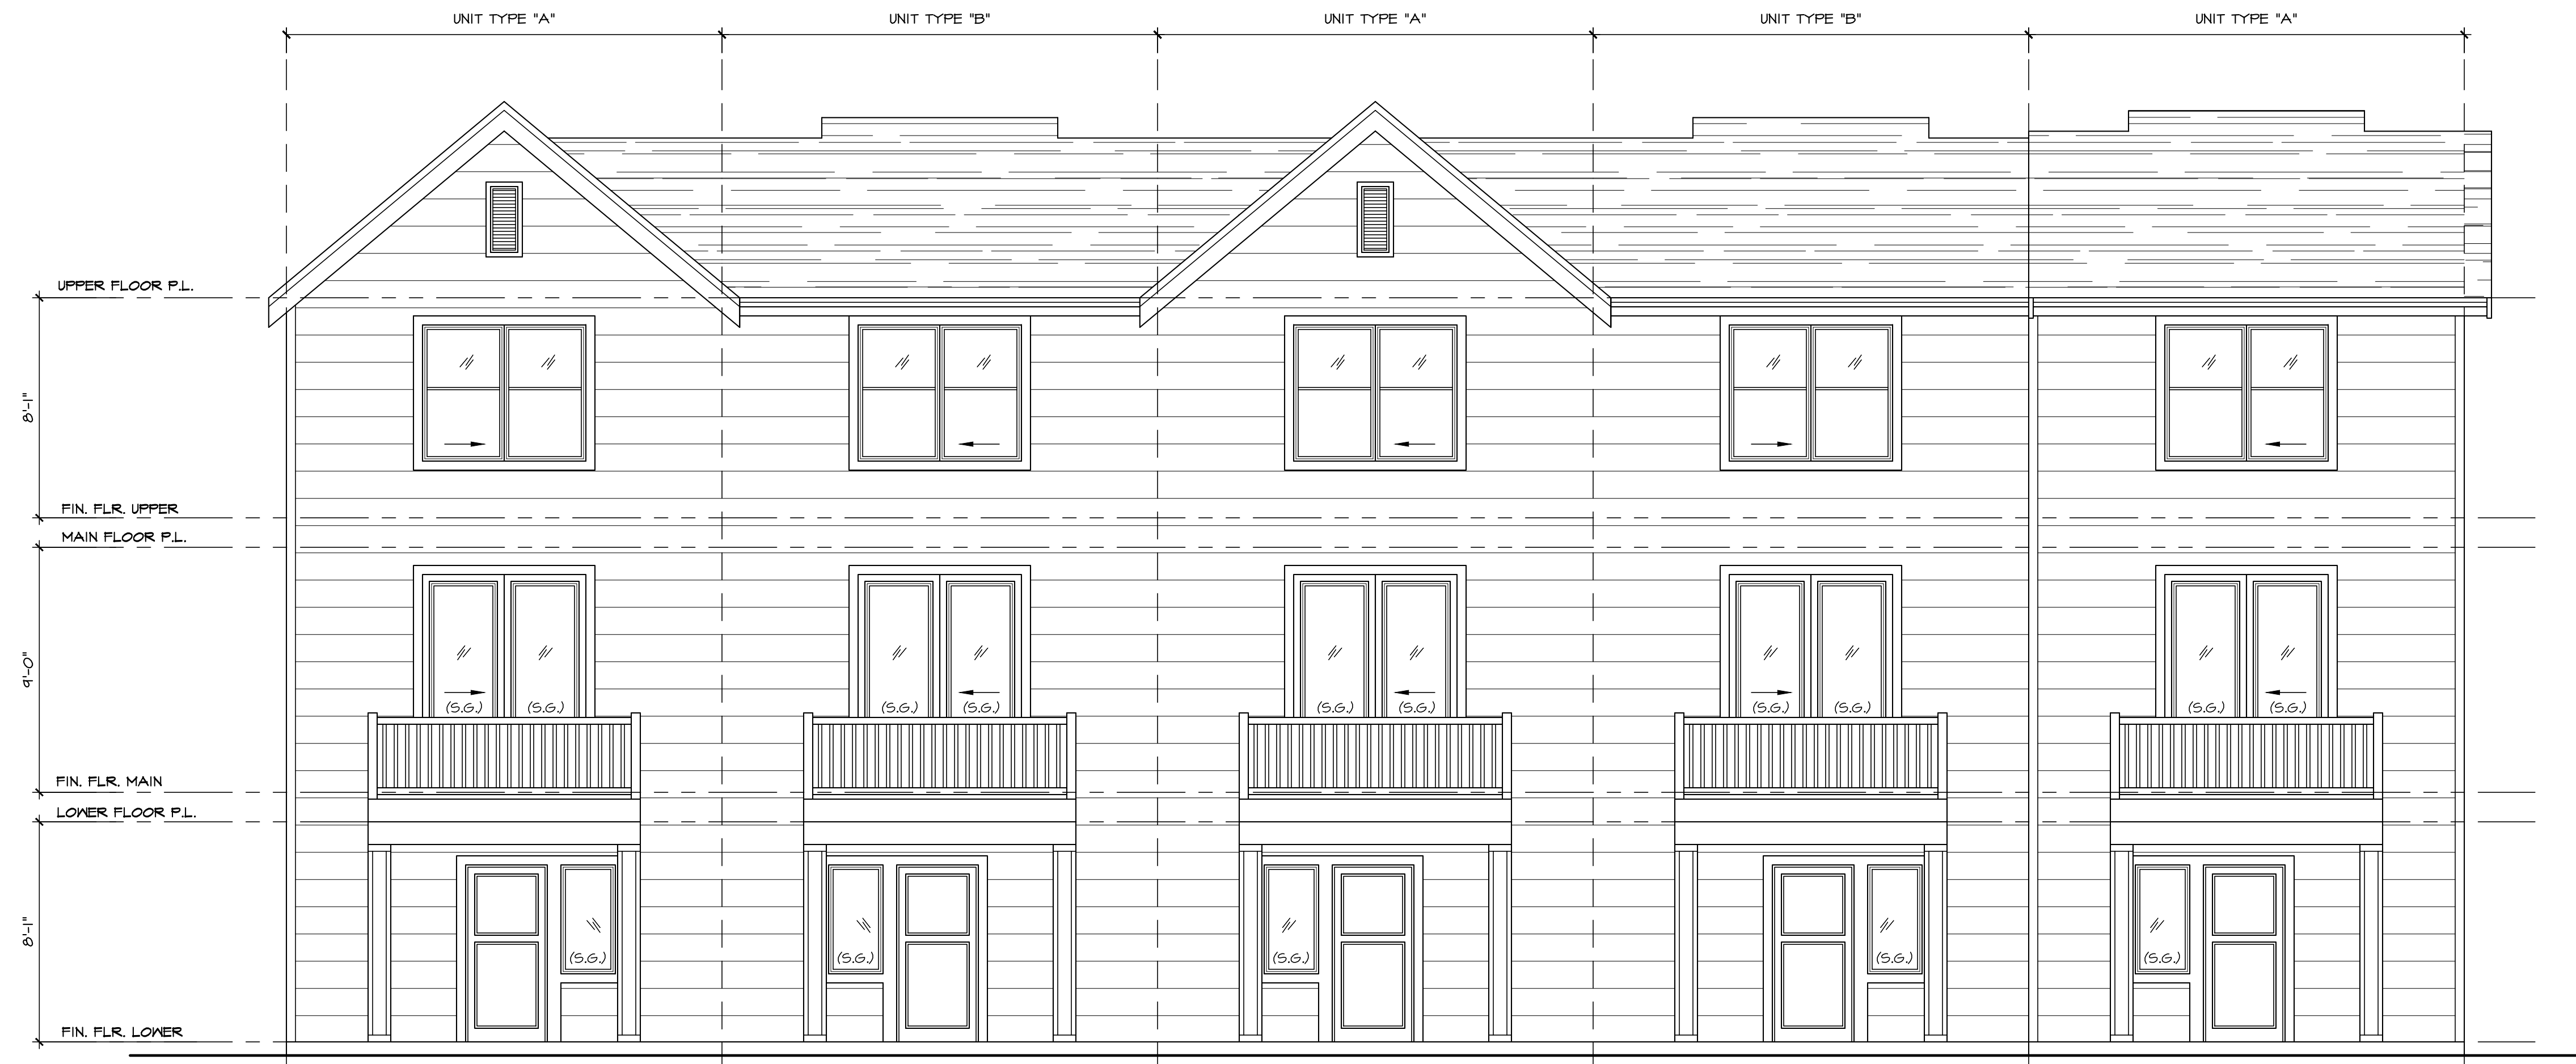 UNIT TYPE "A"
UNIT TYPE "B"
UNIT TYPE "A"
UNIT TYPE "B"
UNIT TYPE "A"
UPPER FLOOR P.L.
8'-1"
FIN. FLR. UPPER
MAIN FLOOR P.L.
9'-0"
(S.G.)
(S.G.)
(S.G.)
(S.G.)
(S.G.)
(S.G.)
(S.G.)
(S.G.)
(S.G.)
(S.G.)
FIN. FLR. MAIN
LOWER FLOOR P.L.
8'-1"
(S.G.)
(S.G.)
(S.G.)
(S.G.)
(S.G.)
FIN. FLR. LOWER